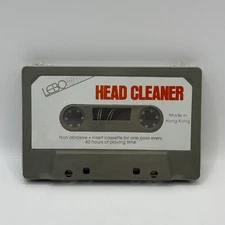 LEBO
HEAD CLEANER
Made in
Hong Kong
Non abrasive • Insert cassette for one pass every
40 hours of playing time